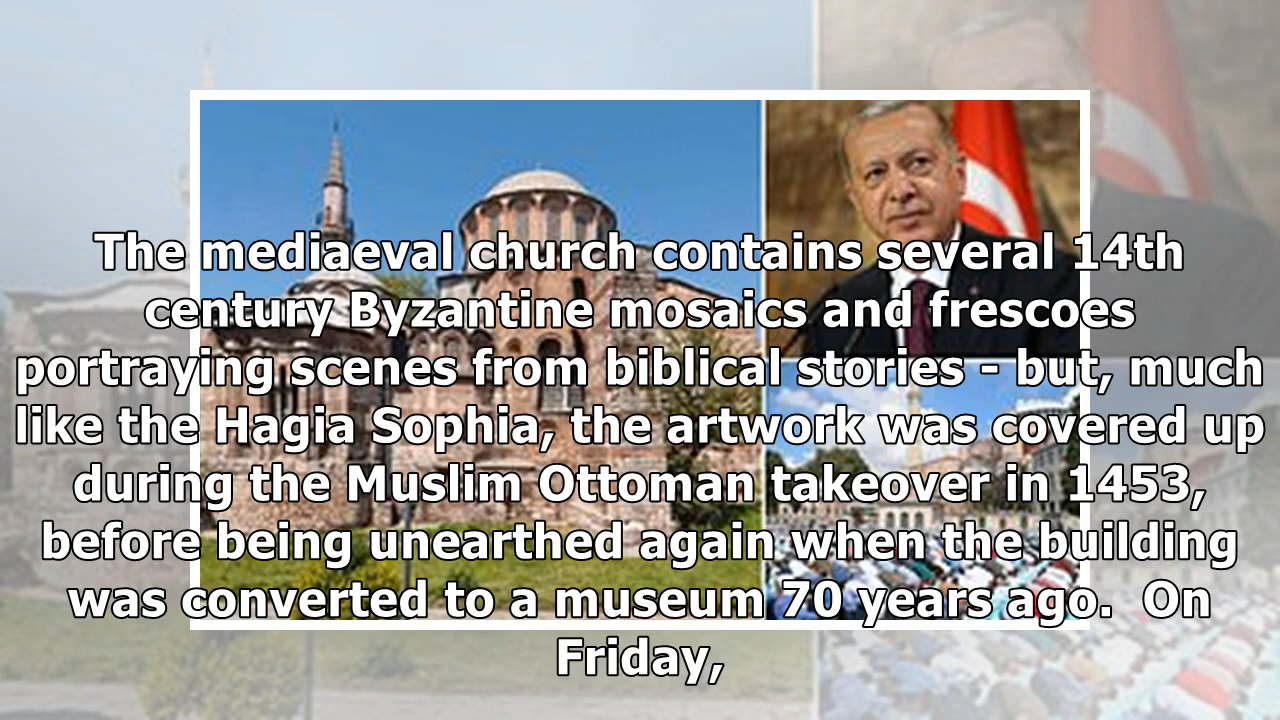 The mediaeval church contains several 14th
century Byzantine mosaics and frescoes
portraying scenes from biblical stories - but, much
like the Hagia Sophia, the artwork was covered up
during the Muslim Ottoman takeover in 1453,
before being unearthed again when the building
was converted to a museum 70 years ago.  On
Friday,